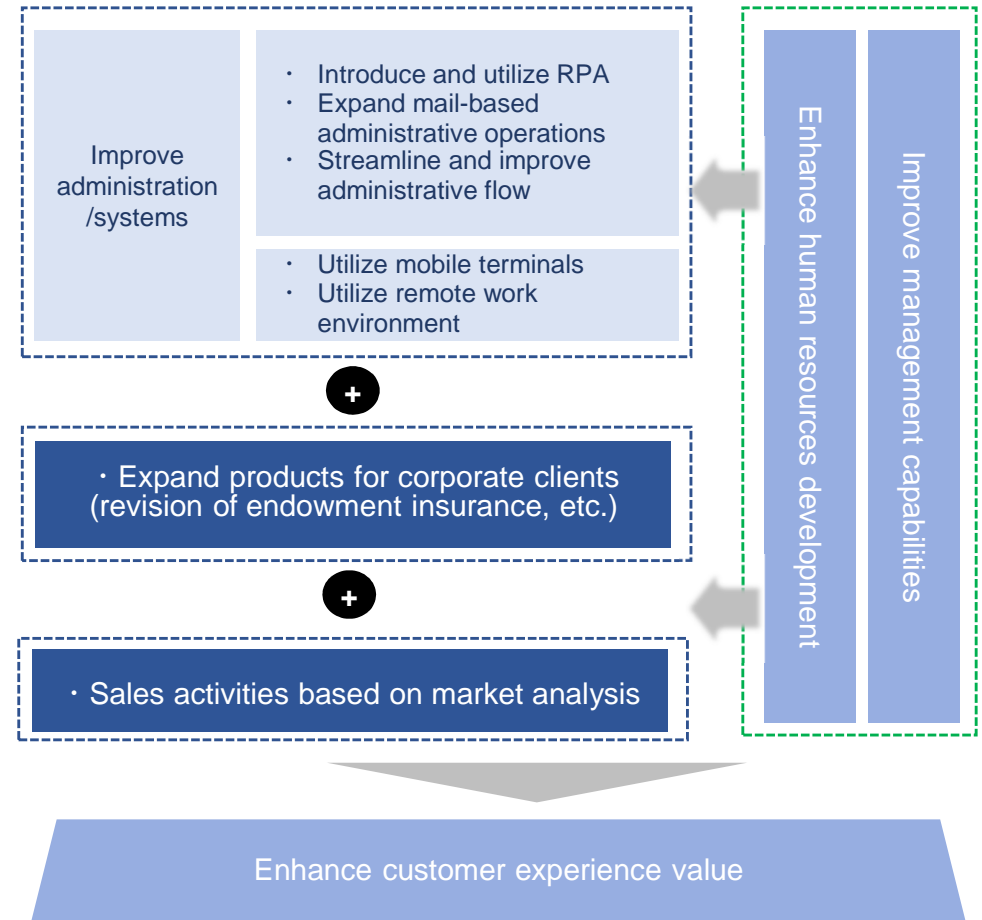 Improve
administration
/systems
・ Introduce and utilize RPA
・ Expand mail-based
administrative operations
・ Streamline and improve
administrative flow
・ Utilize mobile terminals
・ Utilize remote work
environment
+
・Expand products for corporate clients
(revision of endowment insurance, etc.)
+
・Sales activities based on market analysis
Enhance human resources development
Improve management capabilities
Enhance customer experience value